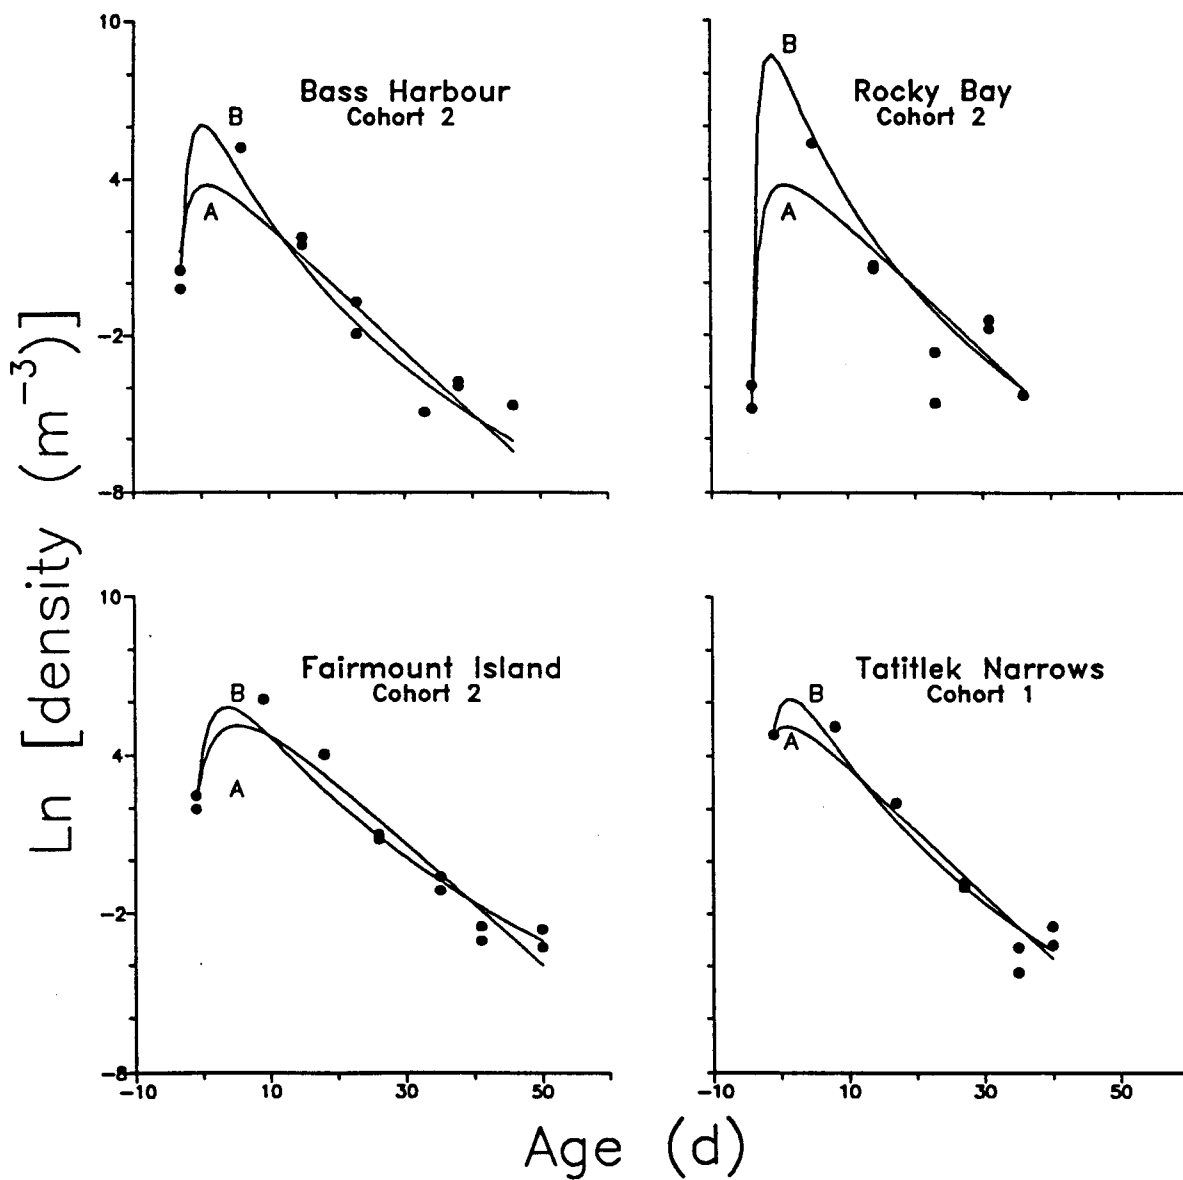 10
4
-2
-8
B
A
Bass Harbour
Cohort 2
B
A
Rocky Bay
Cohort 2
Ln [density (m⁻³)]
10
4
-2
-8
B
A
Fairmount Island
Cohort 2
-10 10 30 50
B
A
Tatitlek Narrows
Cohort 1
-10 10 30 50
Age (d)